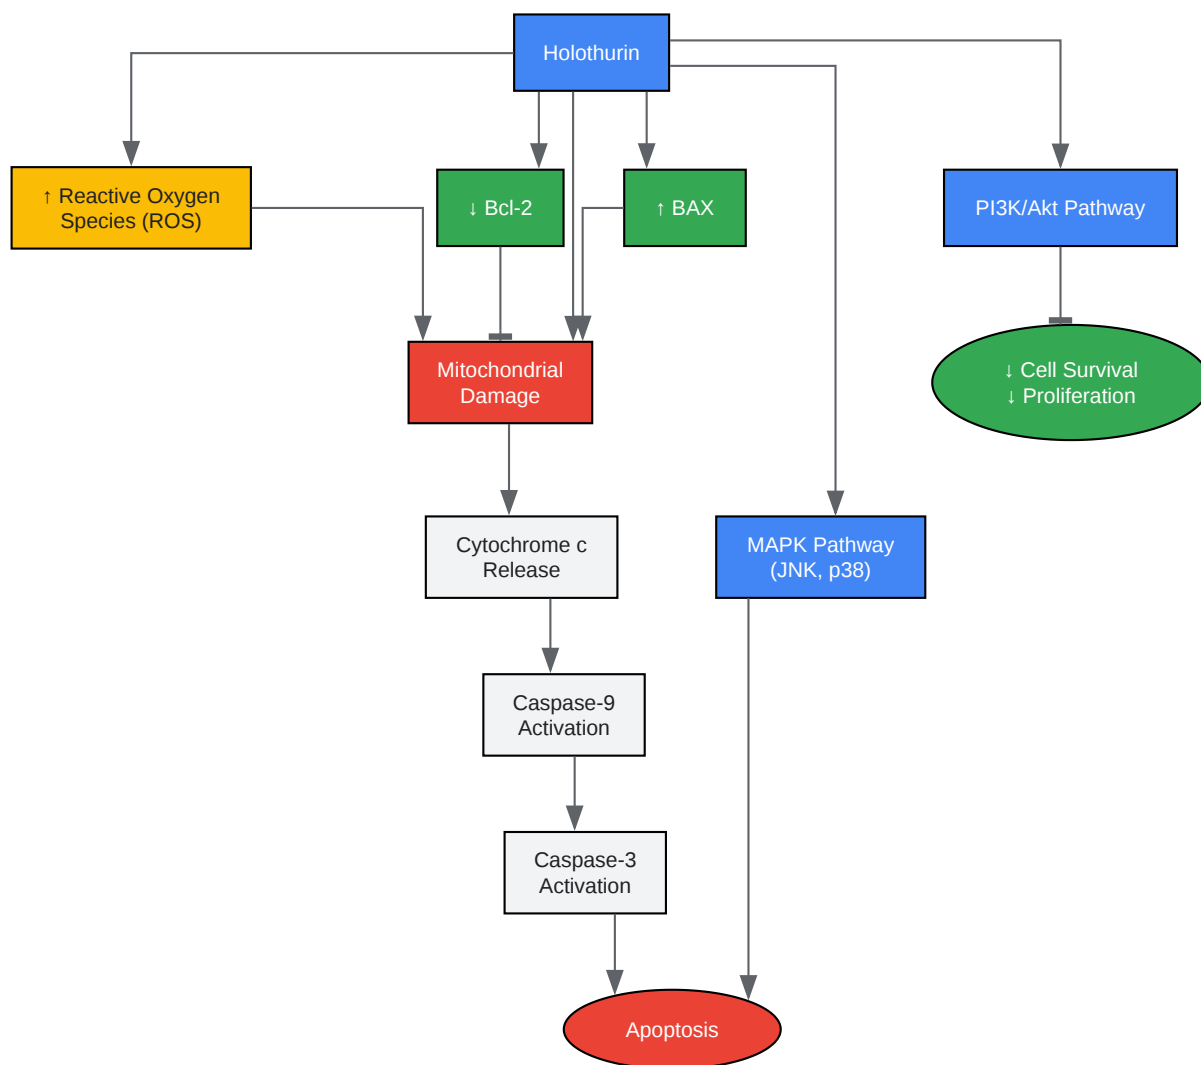 Holothurin
↑ Reactive Oxygen
Species (ROS)
↓ Bcl-2
↑ BAX
PI3K/Akt Pathway
Mitochondrial
Damage
↓ Cell Survival
↓ Proliferation
Cytochrome c
Release
MAPK Pathway
(JNK, p38)
Caspase-9
Activation
Caspase-3
Activation
Apoptosis